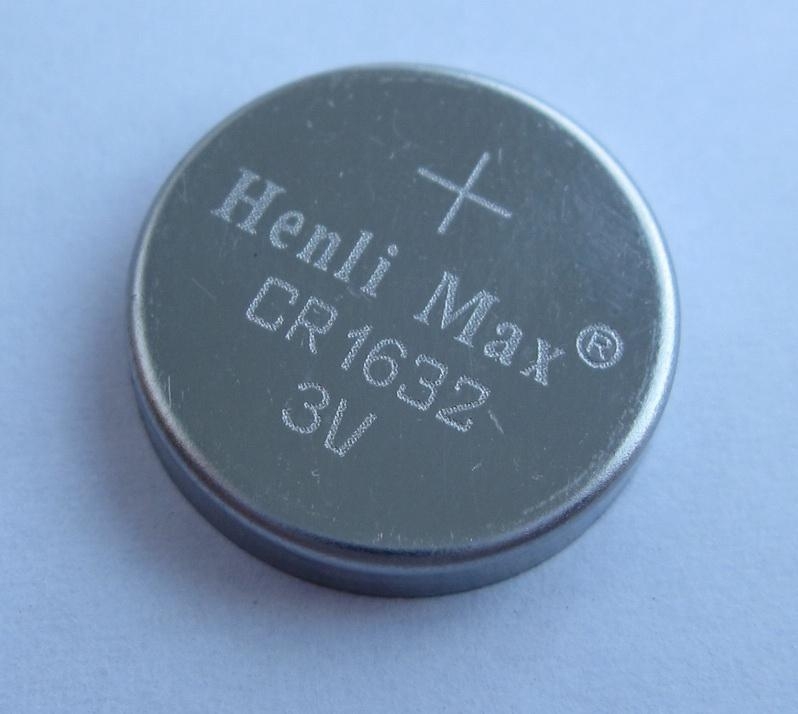 +
Henli Max®
CR1632
3V